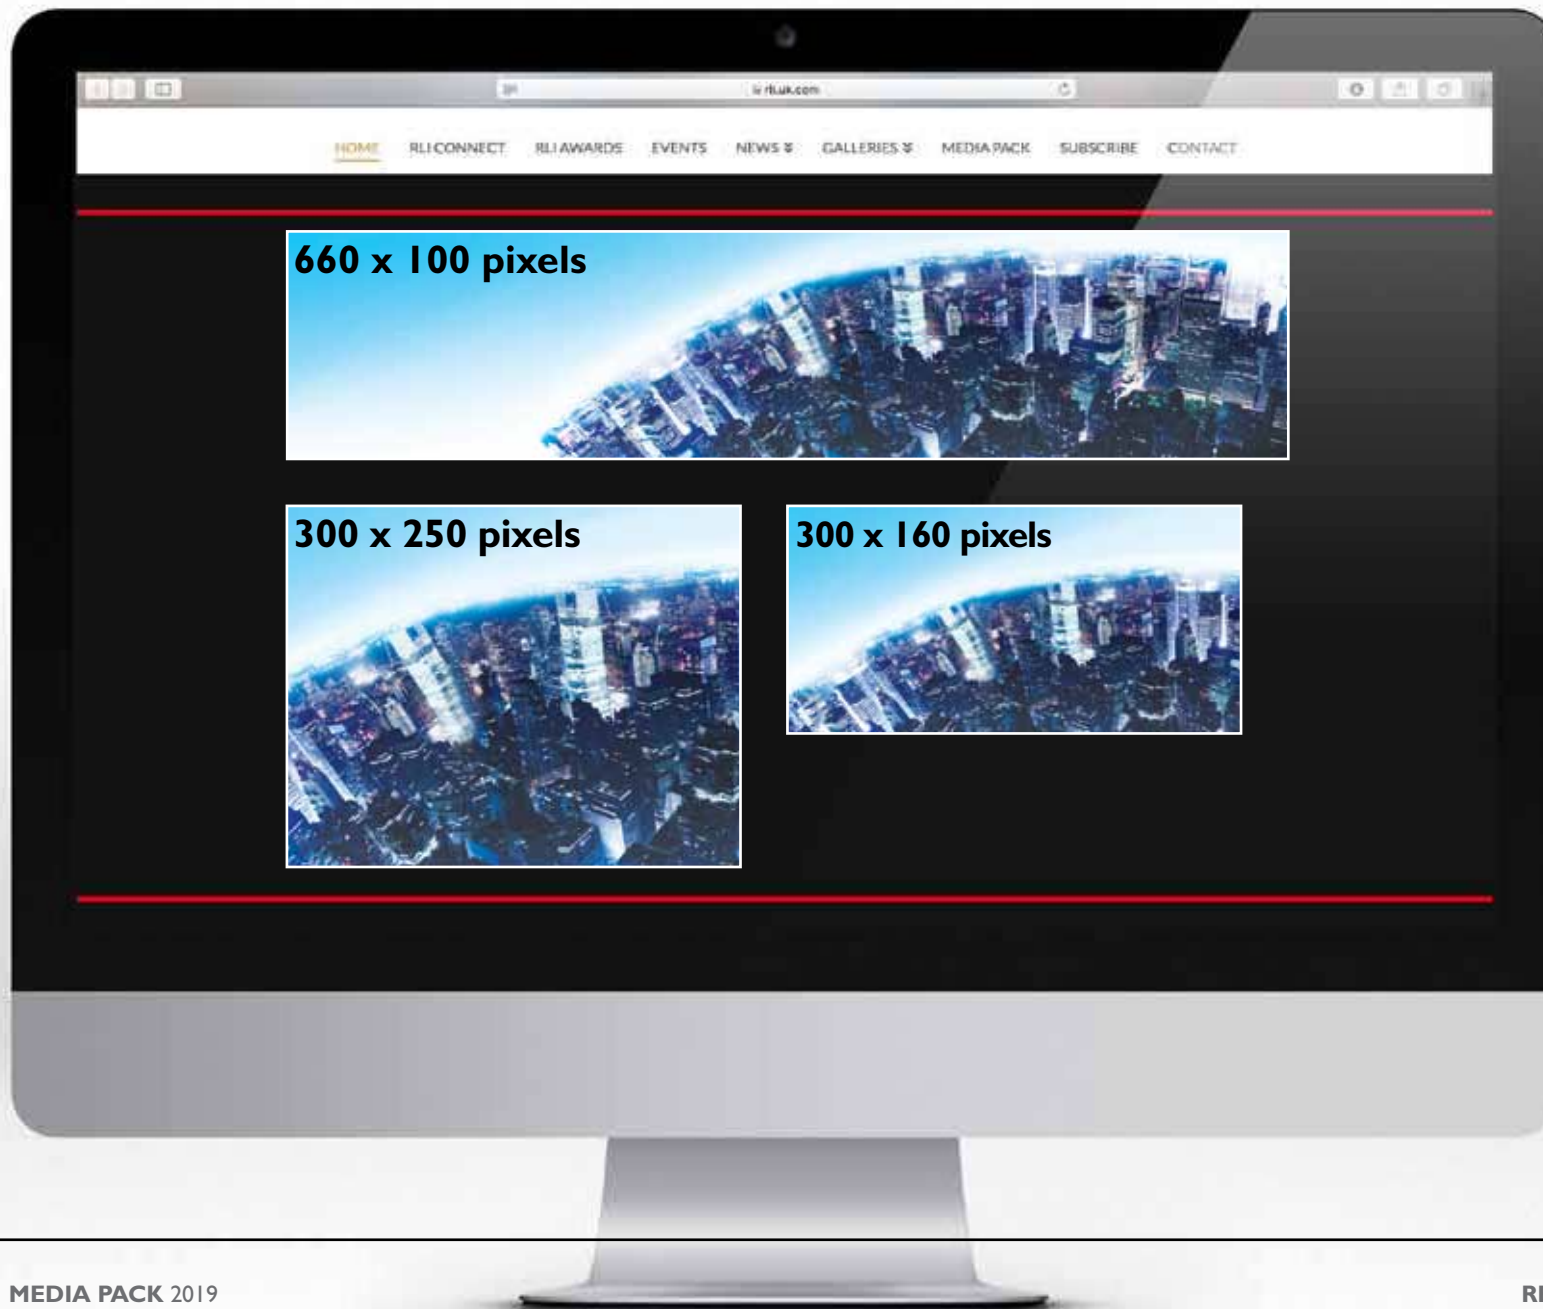 rli.uk.com
HOME RLI CONNECT RLI AWARDS EVENTS NEWS GALLERIES MEDIA PACK SUBSCRIBE CONTACT
660 x 100 pixels
300 x 250 pixels
300 x 160 pixels
MEDIA PACK 2019